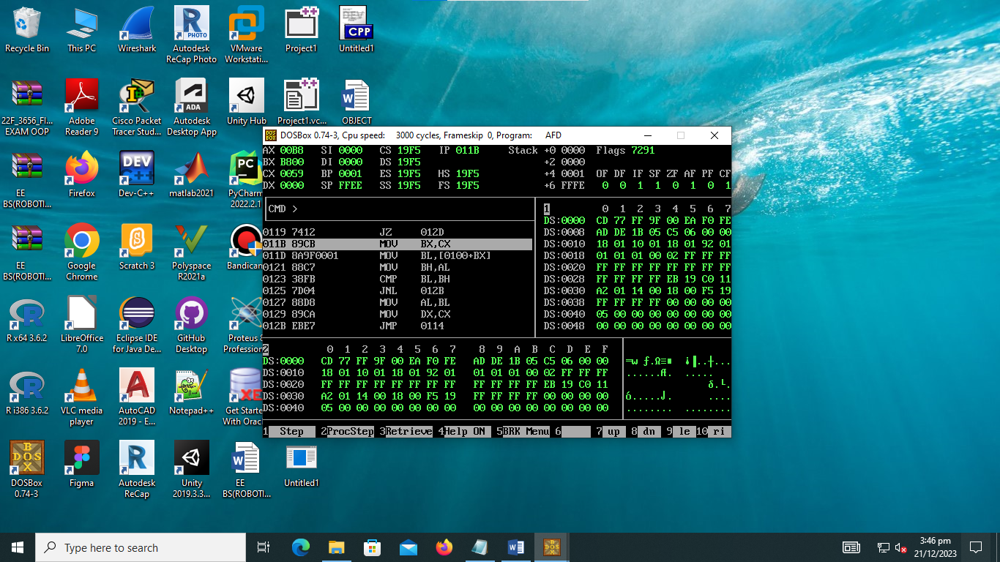 Recycle Bin
This PC
Wireshark
Autodesk
ReCap Photo
VMware
Workstati...
Project1
Untitled1
22F_3656_FI...
EXAM OOP
Adobe
Reader 9
Cisco Packet
Tracer Stud...
Autodesk
Desktop App
Unity Hub
Project1.vc...
OBJECT
EE
BS(ROBOTI...
Firefox
Dev-C++
matlab2021
PyCharm
2022.2.1
EE
BS(ROBOTI...
Google
Chrome
Scratch 3
Polyspace
R2021a
Bandicam
R x64 3.6.2
LibreOffice
7.0
Eclipse IDE
for Java De...
GitHub
Desktop
Proteus 8
Profession
R i386 3.6.2
VLC media
player
AutoCAD
2019 - E...
Notepad++
Get Starte
With Orac
DOSBox
0.74-3
Figma
Autodesk
ReCap
Unity
2019.3.3...
EE
BS(ROBOTI...
Untitled1
DOSBox 0.74-3, Cpu speed: 3000 cycles, Frameskip 0, Program: AFD
AX 00B8 SI 0000 CS 19F5 IP 011B Stack +0 0000 Flags 7291
BX B800 DI 0000 DS 19F5 +2 0000
CX 0059 BP 0001 ES 19F5 HS 19F5 +4 0001 OF DF IF SF ZF AF PF CF
DX 0000 SP FFEE SS 19F5 FS 19F5 +6 FFFE 0 0 1 1 0 1 0 1
CMD >
0119 7412 JZ 012D
011B 89CB MOV BX,CX
011D 8A9F0001 MOV BL,[0100+BX]
0121 88C7 MOV BH,AL
0123 38FB CMP BL,BH
0125 7D04 JNL 012B
0127 88D8 MOV AL,BL
0129 89CA MOV DX,CX
012B EBE7 JMP 0114
1 0 1 2 3 4 5 6 7
DS:0000 CD 77 FF 9F 00 EA F0 FE
DS:0008 AD DE 1B 05 C5 06 00 00
DS:0010 18 01 10 01 18 01 92 01
DS:0018 01 01 01 00 02 FF FF FF
DS:0020 FF FF FF FF FF FF FF FF
DS:0028 FF FF FF FF EB 19 C0 11
DS:0030 A2 01 14 00 18 00 F5 19
DS:0038 FF FF FF FF 00 00 00 00
DS:0040 05 00 00 00 00 00 00 00
DS:0048 00 00 00 00 00 00 00 00
2 0 1 2 3 4 5 6 7 8 9 A B C D E F
DS:0000 CD 77 FF 9F 00 EA F0 FE AD DE 1B 05 C5 06 00 00
DS:0010 18 01 10 01 18 01 92 01 01 01 01 00 02 FF FF FF
DS:0020 FF FF FF FF FF FF FF FF FF FF FF FF EB 19 C0 11
DS:0030 A2 01 14 00 18 00 F5 19 FF FF FF FF 00 00 00 00
DS:0040 05 00 00 00 00 00 00 00 00 00 00 00 00 00 00 00
1 Step 2ProcStep 3Retrieve 4Help ON 5BRK Menu 6 7 up 8 dn 9 le 10 ri
Type here to search
3:46 pm
21/12/2023